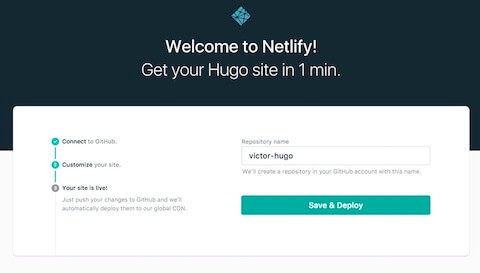 Welcome to Netlify!
Get your Hugo site in 1 min.
Connect to GitHub.
2 Customize your site.
3 Your site is live!
Just push your changes to GitHub and we'll
automatically deploy them to our global CDN.
Repository name
victor-hugo
We'll create a repository in your GitHub account with this name.
Save & Deploy